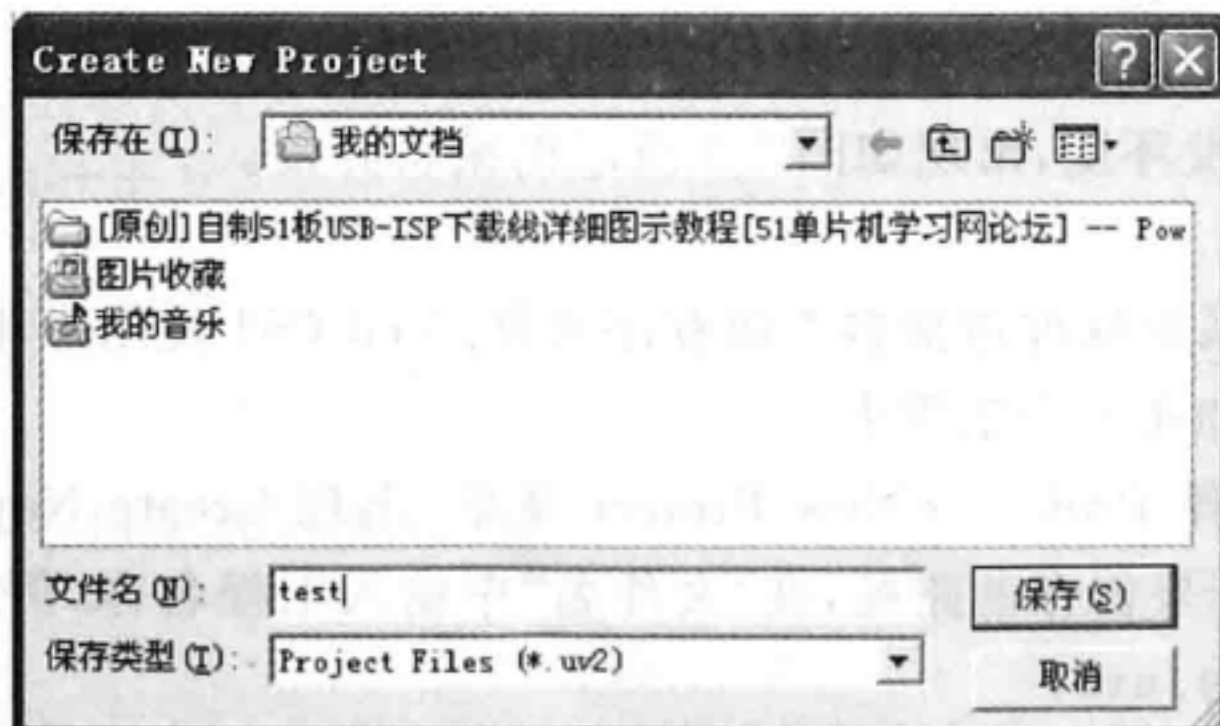 Create New Project
保存在(I):
我的文档
[原创]自制51板USB-ISP下载线详细图示教程[51单片机学习网论坛] -- Pow
图片收藏
我的音乐
文件名(N):
test
保存(S)
保存类型(T):
Project Files (*.uv2)
取消